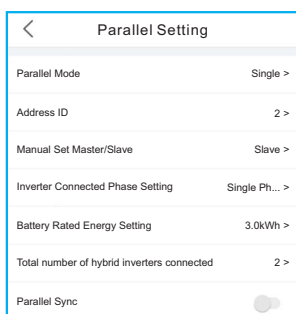 Parallel Setting
Parallel Mode Single >
Address ID 2 >
Manual Set Master/Slave Slave >
Inverter Connected Phase Setting Single Ph... >
Battery Rated Energy Setting 3.0kWh >
Total number of hybrid inverters connected 2 >
Parallel Sync